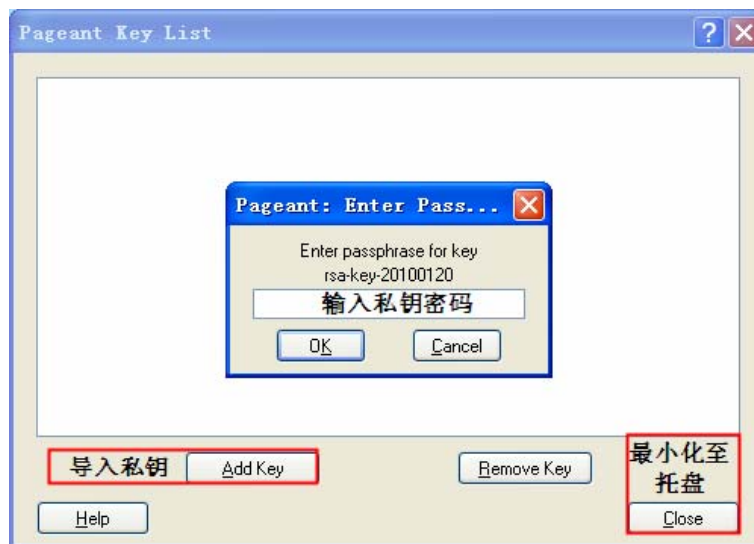 Pageant Key List
Pageant: Enter Pass...
Enter passphrase for key
rsa-key-20100120
输入私钥密码
OK
Cancel
导入私钥
Add Key
Remove Key
最小化至
托盘
Help
Close